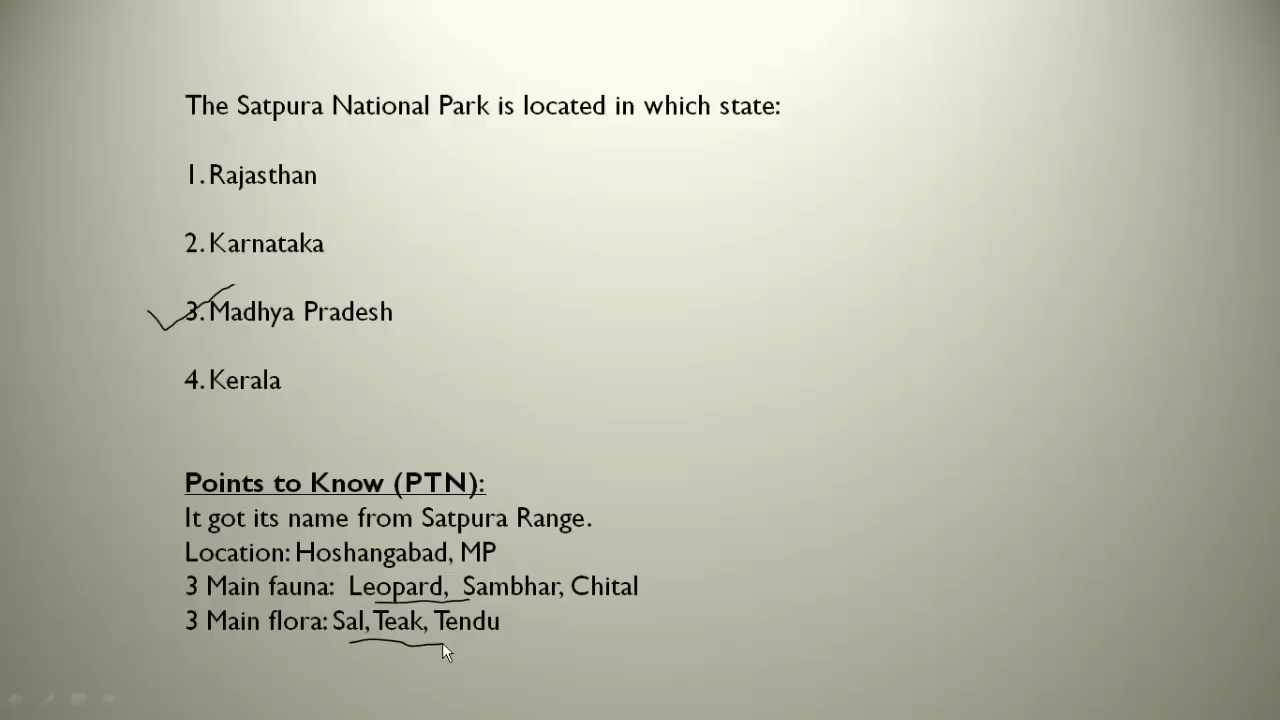 The Satpura National Park is located in which state:
1. Rajasthan
2. Karnataka
3. Madhya Pradesh
4. Kerala
Points to Know (PTN):
It got its name from Satpura Range.
Location: Hoshangabad, MP
3 Main fauna: Leopard, Sambhar, Chital
3 Main flora: Sal, Teak, Tendu